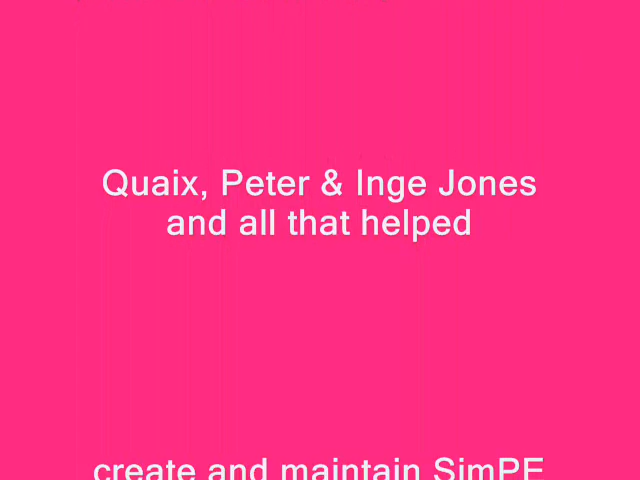 Quaix, Peter & Inge Jones
and all that helped
create and maintain SimPE